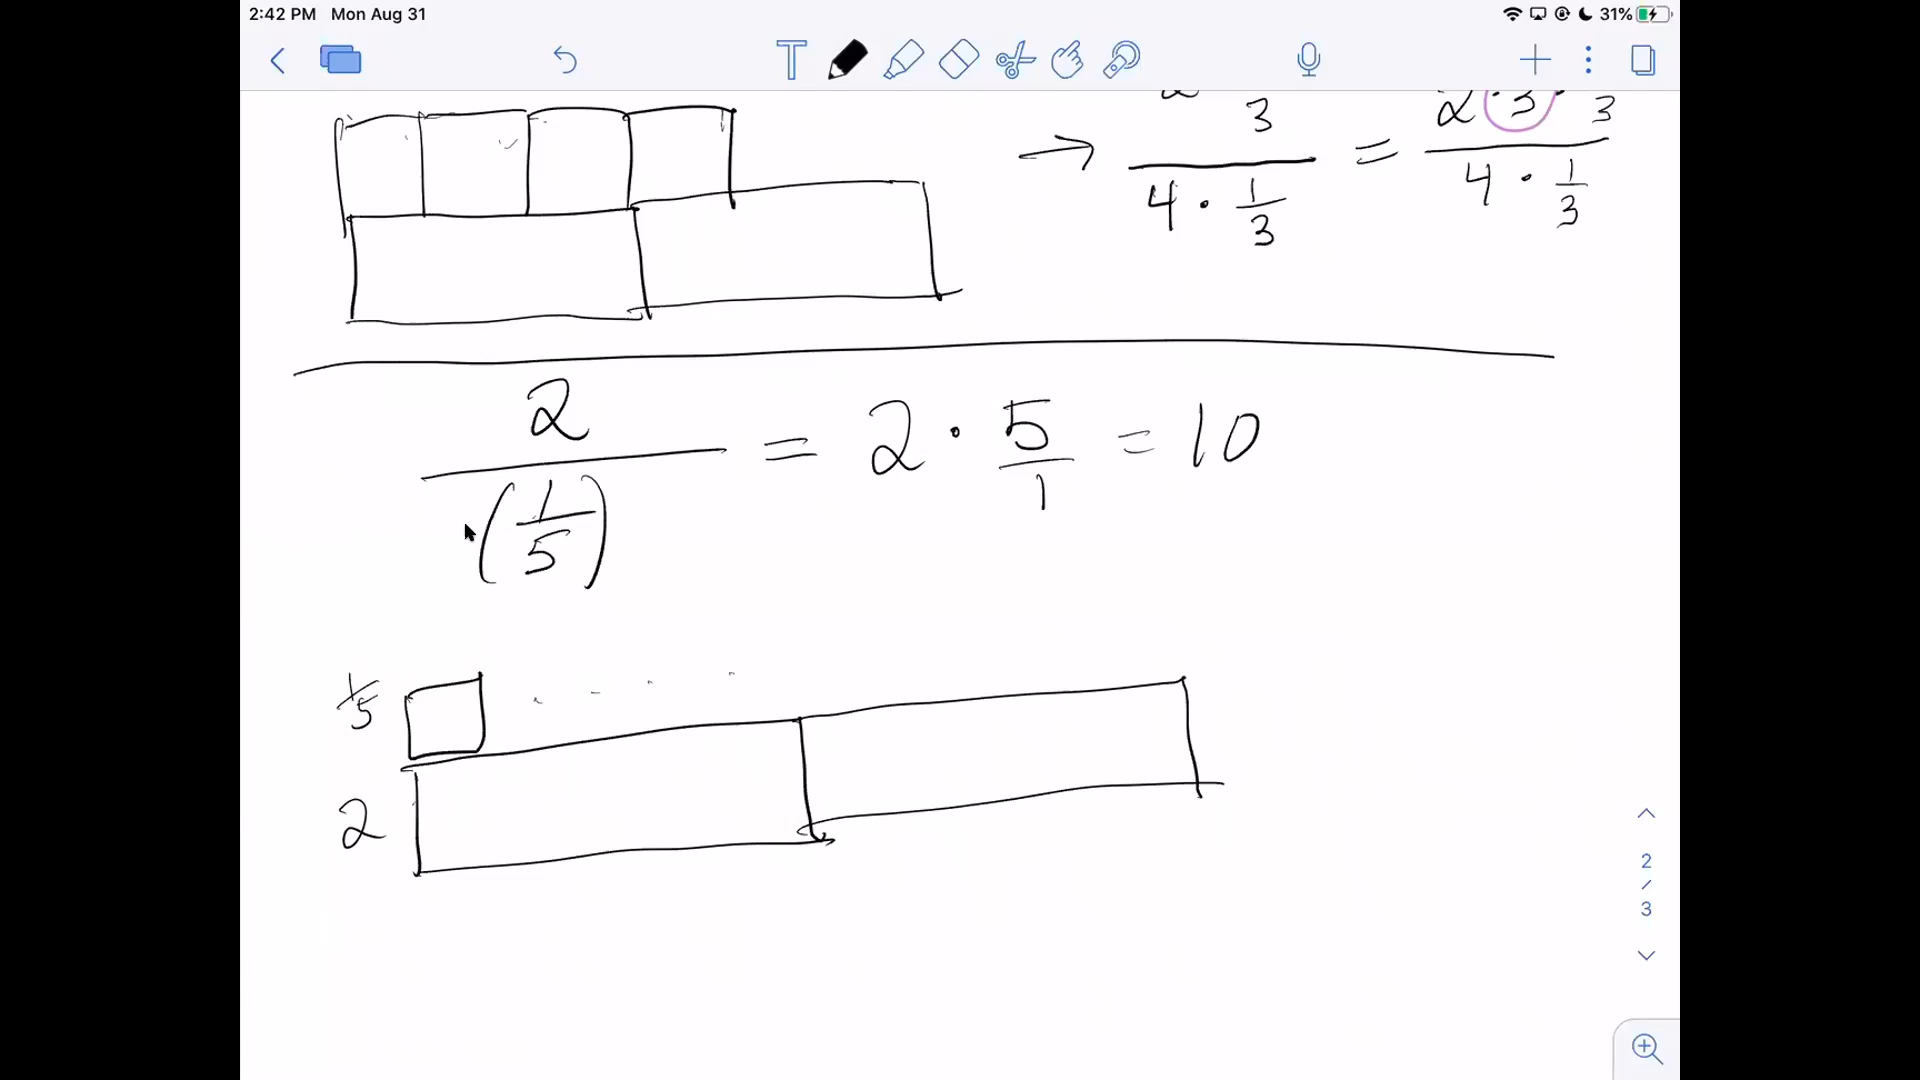 2:42 PM Mon Aug 31
31%
T
→ 3 / 4 · 1/3 = 2 · 3 · 3 / 4 · 1/3
2 / (1/5) = 2 · 5/1 = 10
1/5
2
2 / 3